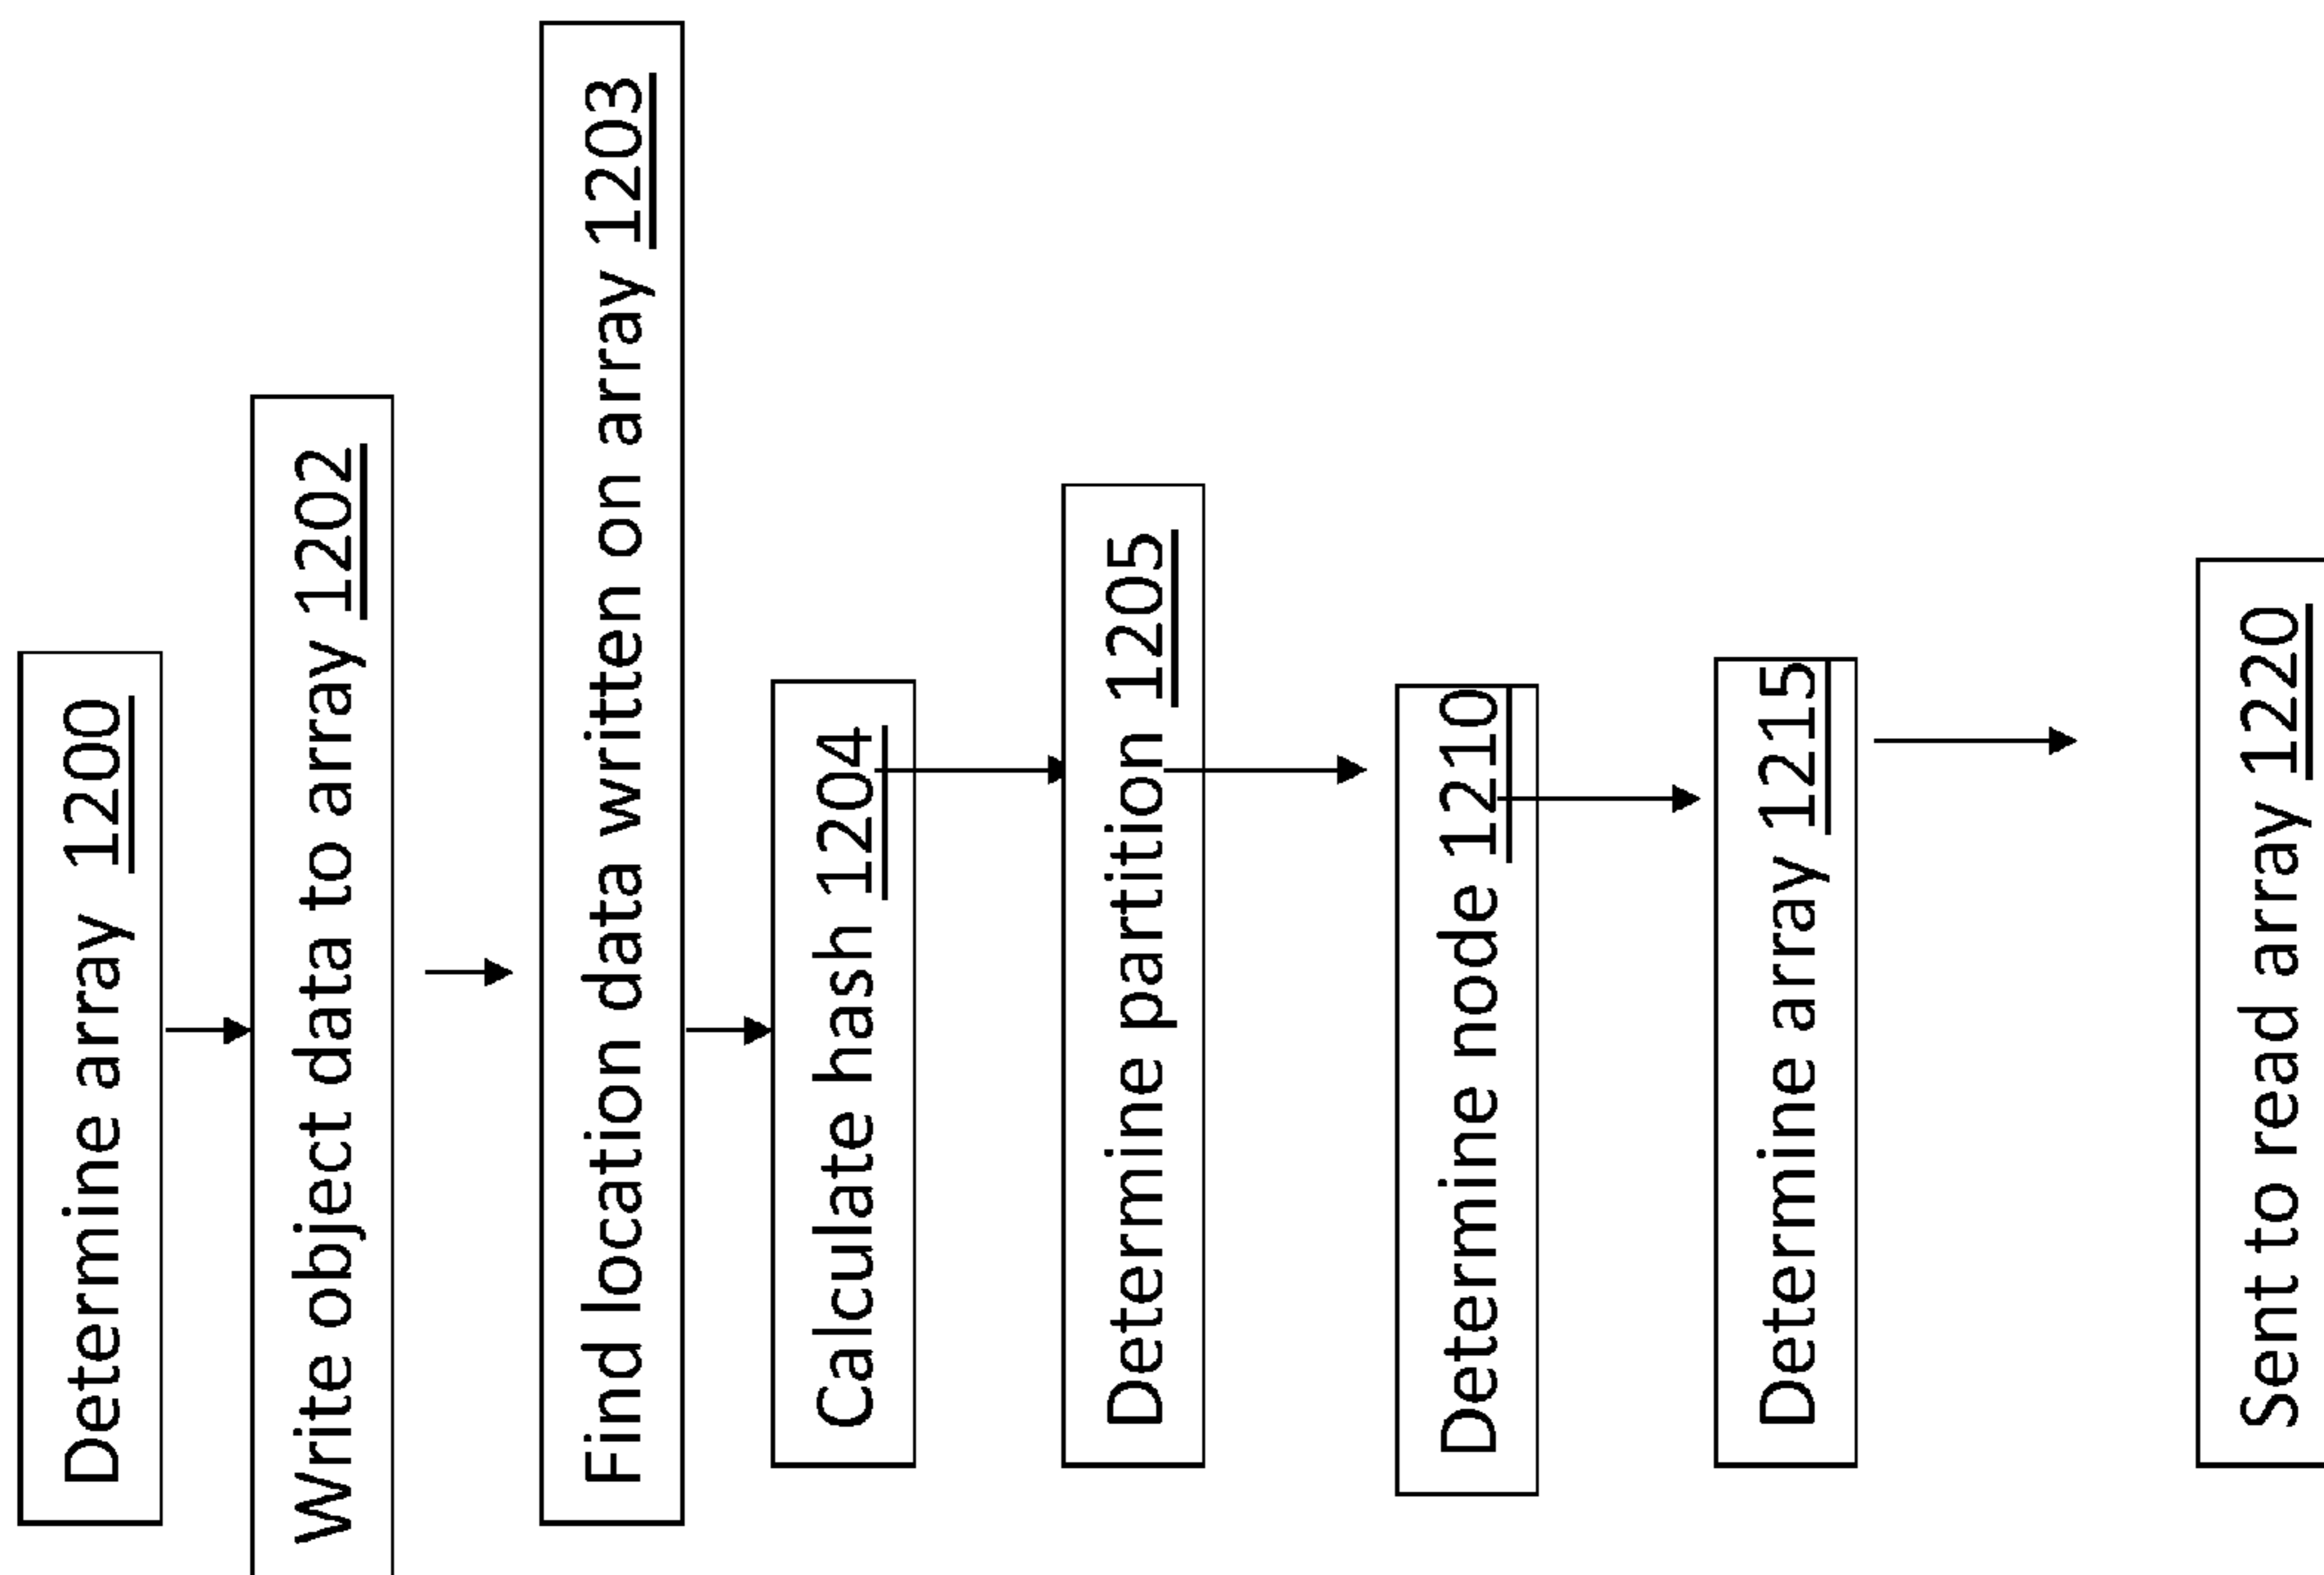 Determine array 1200
Write object data to array 1202
Find location data written on array 1203
Calculate hash 1204
Determine partition 1205
Determine node 1210
Determine array 1215
Sent to read array 1220